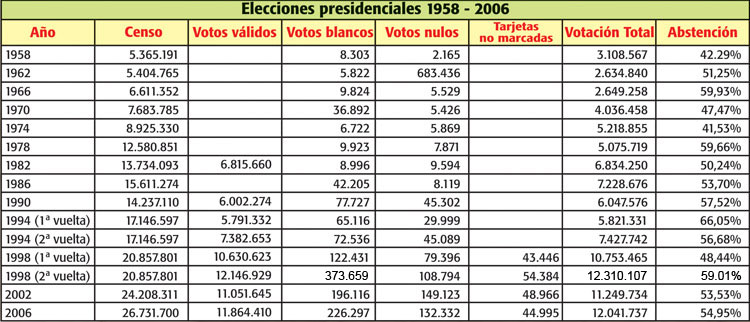 Elecciones presidenciales 1958 - 2006
Año Censo Votos válidos Votos blancos Votos nulos Tarjetas no marcadas Votación Total Abstención
1958 5.365.191 8.303 2.165 3.108.567 42.29%
1962 5.404.765 5.822 683.436 2.634.840 51,25%
1966 6.611.352 9.824 5.529 2.649.258 59,93%
1970 7.683.785 36.892 5.426 4.036.458 47,47%
1974 8.925.330 6.722 5.869 5.218.855 41,53%
1978 12.580.851 9.923 7.871 5.075.719 59,66%
1982 13.734.093 6.815.660 8.996 9.594 6.834.250 50,24%
1986 15.611.274 42.205 8.119 7.228.676 53,70%
1990 14.237.110 6.002.274 77.727 45.302 6.047.576 57,52%
1994 (1ª vuelta) 17.146.597 5.791.332 65.116 29.999 5.821.331 66,05%
1994 (2ª vuelta) 17.146.597 7.382.653 72.536 45.089 7.427.742 56,68%
1998 (1ª vuelta) 20.857.801 10.630.623 122.431 79.396 43.446 10.753.465 48,44%
1998 (2ª vuelta) 20.857.801 12.146.929 373.659 108.794 54.384 12.310.107 59.01%
2002 24.208.311 11.051.645 196.116 149.123 48.966 11.249.734 53,53%
2006 26.731.700 11.864.410 226.297 132.332 44.995 12.041.737 54,95%